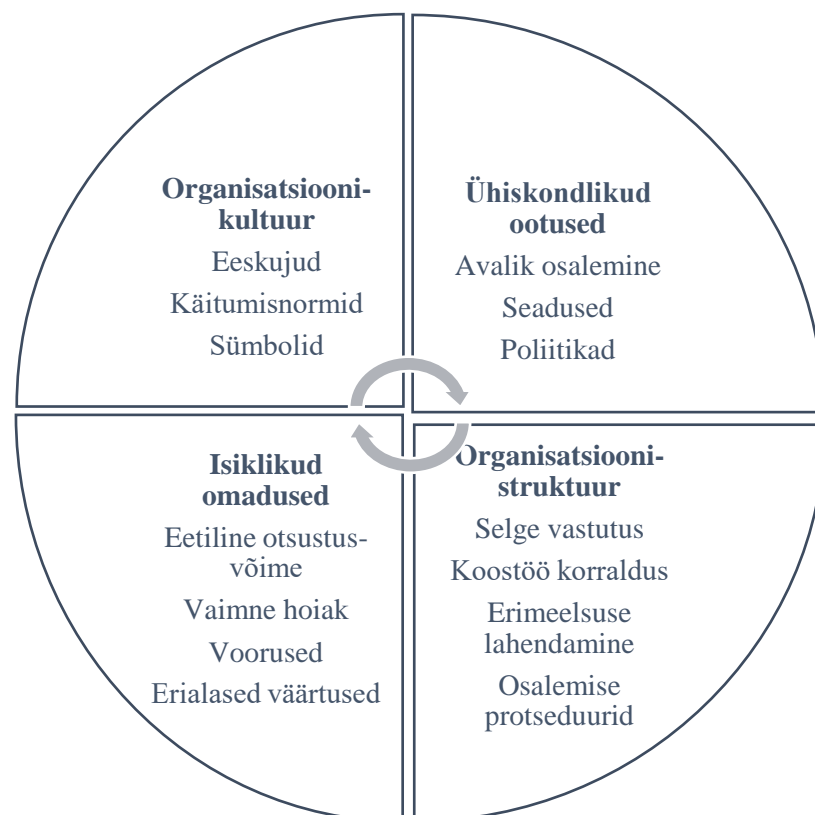 Organisatsiooni-
kultuur
Eeskujud
Käitumisnormid
Sümbolid
Ühiskondlikud
ootused
Avalik osalemine
Seadused
Poliitikad
Isiklikud
omadused
Eetiline otsustus-
võime
Vaimne hoiak
Voorused
Erialased väärtused
Organisatsiooni-
struktuur
Selge vastutus
Koostöö korraldus
Erimeelsuse
lahendamine
Osalemise
protseduurid